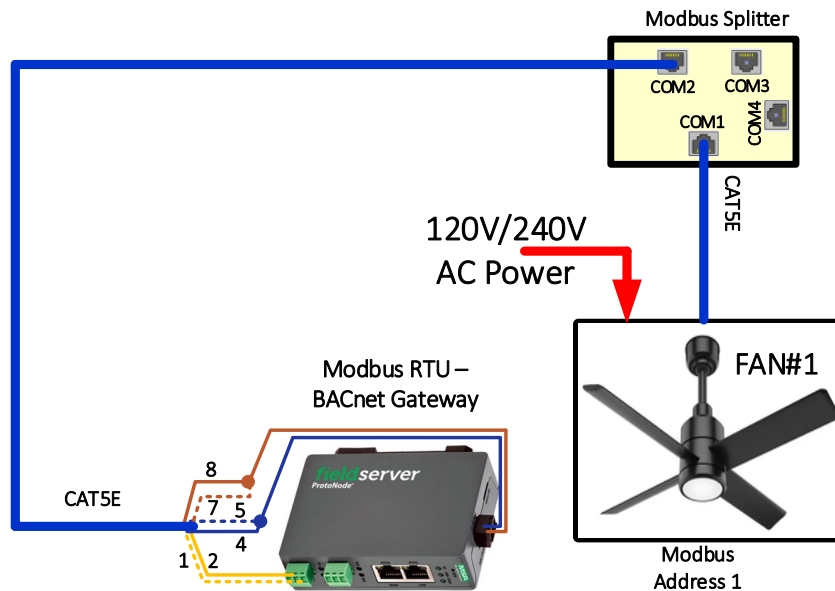 Modbus Splitter
COM2
COM3
COM4
COM1
CAT5E
120V/240V
AC Power
FAN#1
Modbus RTU –
BACnet Gateway
fieldserver
ProtoNode
8
CAT5E
7
5
4
1
2
MSA
Modbus
Address 1